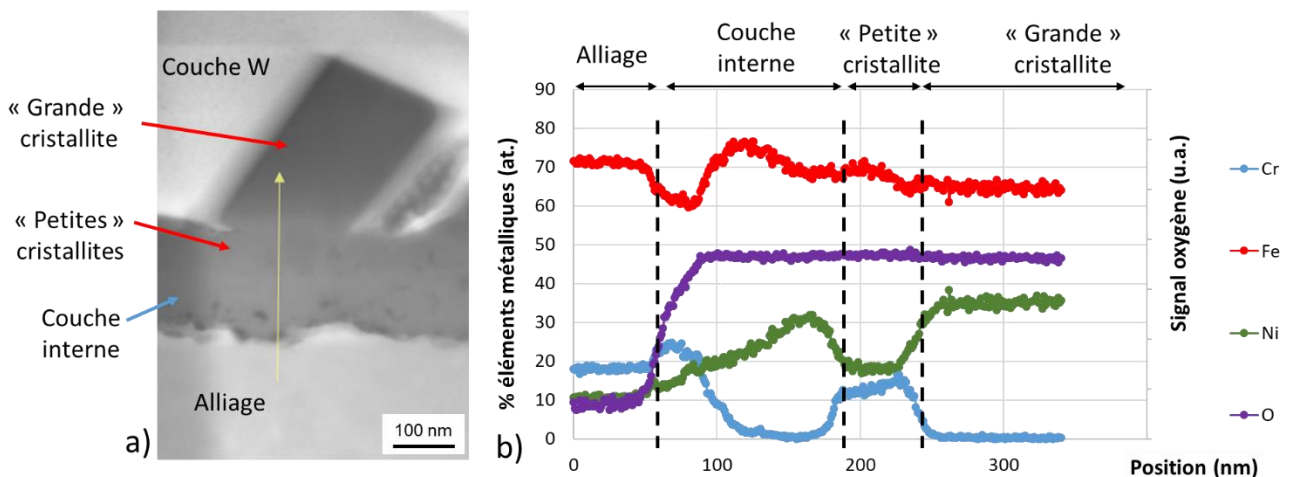 Couche W
« Grande »
cristallite
« Petites »
cristallites
Couche
interne
Alliage
a)
100 nm
Alliage
Couche
interne
« Petite »
cristallite
« Grande »
cristallite
% éléments métalliques (at.)
90
80
70
60
50
40
30
20
10
0
0
100
200
300
Position (nm)
b)
Signal oxygène (u.a.)
Cr
Fe
Ni
O